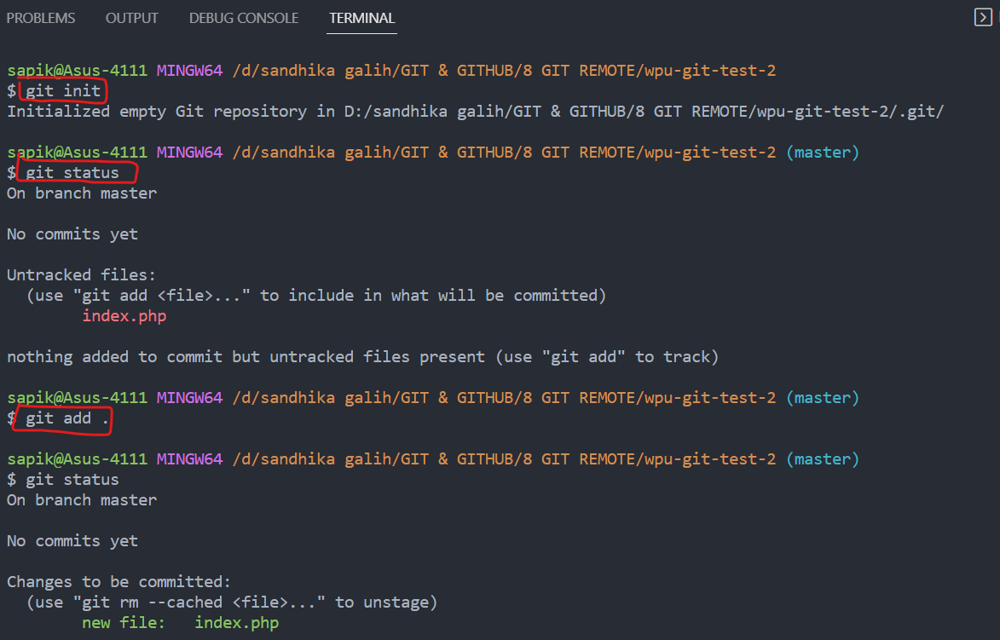 PROBLEMS OUTPUT DEBUG CONSOLE TERMINAL
sapik@Asus-4111 MINGW64 /d/sandhika galih/GIT & GITHUB/8 GIT REMOTE/wpu-git-test-2
$ git init
Initialized empty Git repository in D:/sandhika galih/GIT & GITHUB/8 GIT REMOTE/wpu-git-test-2/.git/
sapik@Asus-4111 MINGW64 /d/sandhika galih/GIT & GITHUB/8 GIT REMOTE/wpu-git-test-2 (master)
$ git status
On branch master
No commits yet
Untracked files:
  (use "git add <file>..." to include in what will be committed)
        index.php
nothing added to commit but untracked files present (use "git add" to track)
sapik@Asus-4111 MINGW64 /d/sandhika galih/GIT & GITHUB/8 GIT REMOTE/wpu-git-test-2 (master)
$ git add .
sapik@Asus-4111 MINGW64 /d/sandhika galih/GIT & GITHUB/8 GIT REMOTE/wpu-git-test-2 (master)
$ git status
On branch master
No commits yet
Changes to be committed:
  (use "git rm --cached <file>..." to unstage)
        new file:   index.php